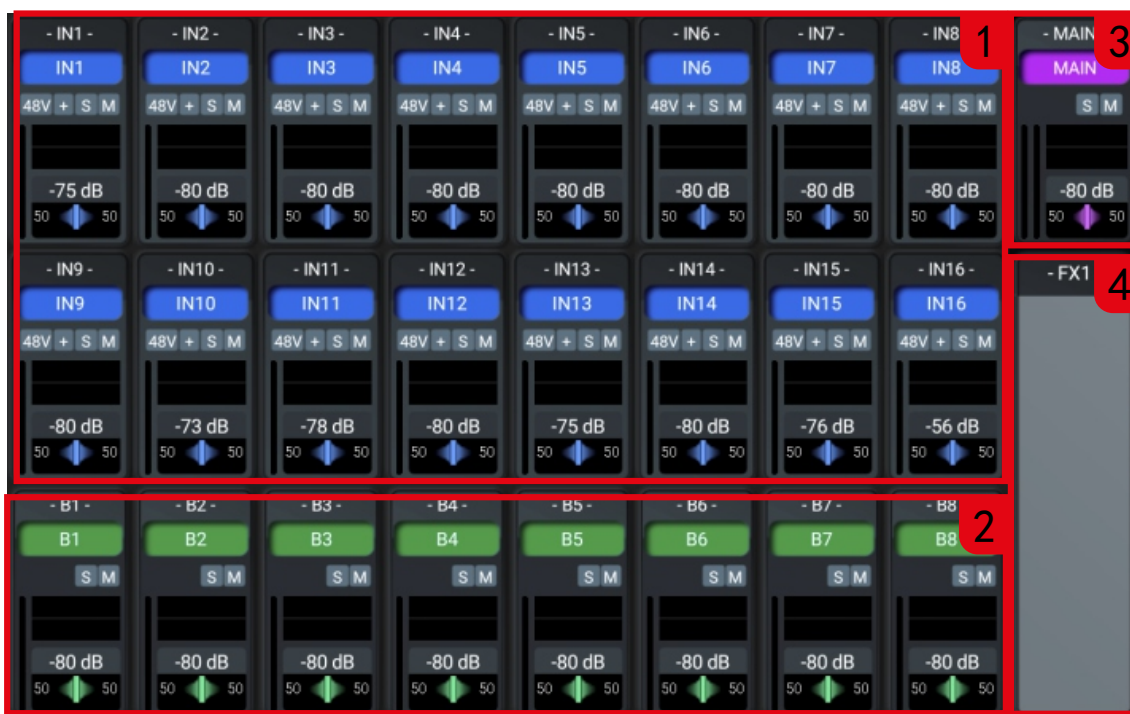 - IN1 - - IN2 - - IN3 - - IN4 - - IN5 - - IN6 - - IN7 - - IN8 1 - MAIN 3
IN1 IN2 IN3 IN4 IN5 IN6 IN7 IN8 MAIN
48V + S M 48V + S M 48V + S M 48V + S M 48V + S M 48V + S M 48V + S M 48V + S M S M
-75 dB -80 dB -80 dB -80 dB -80 dB -80 dB -80 dB -80 dB -80 dB
50 50 50 50 50 50 50 50 50 50 50 50 50 50 50 50 50 50
- IN9 - - IN10 - - IN11 - - IN12 - - IN13 - - IN14 - - IN15 - - IN16 - - FX1 4
IN9 IN10 IN11 IN12 IN13 IN14 IN15 IN16
48V + S M 48V + S M 48V + S M 48V + S M 48V + S M 48V + S M 48V + S M 48V + S M
-80 dB -73 dB -78 dB -80 dB -75 dB -80 dB -76 dB -56 dB
50 50 50 50 50 50 50 50 50 50 50 50 50 50 50 50
- B1 - - B2 - - B3 - - B4 - - B5 - - B6 - - B7 - - B8 2
B1 B2 B3 B4 B5 B6 B7 B8
S M S M S M S M S M S M S M S M
-80 dB -80 dB -80 dB -80 dB -80 dB -80 dB -80 dB -80 dB
50 50 50 50 50 50 50 50 50 50 50 50 50 50 50 50